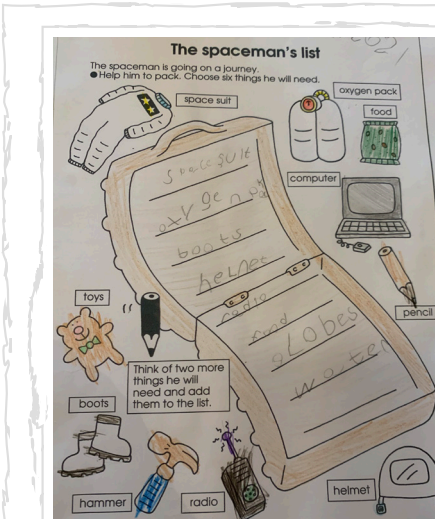 The spaceman's list
The spaceman is going on a journey.
● Help him to pack. Choose six things he will need.
space suit
oxygen pack
food
computer
pencil
toys
boots
hammer
radio
helmet
Think of two more
things he will
need and add
them to the list.
spacesuit
oxygen
boots
helnet
radio
gLobes
water